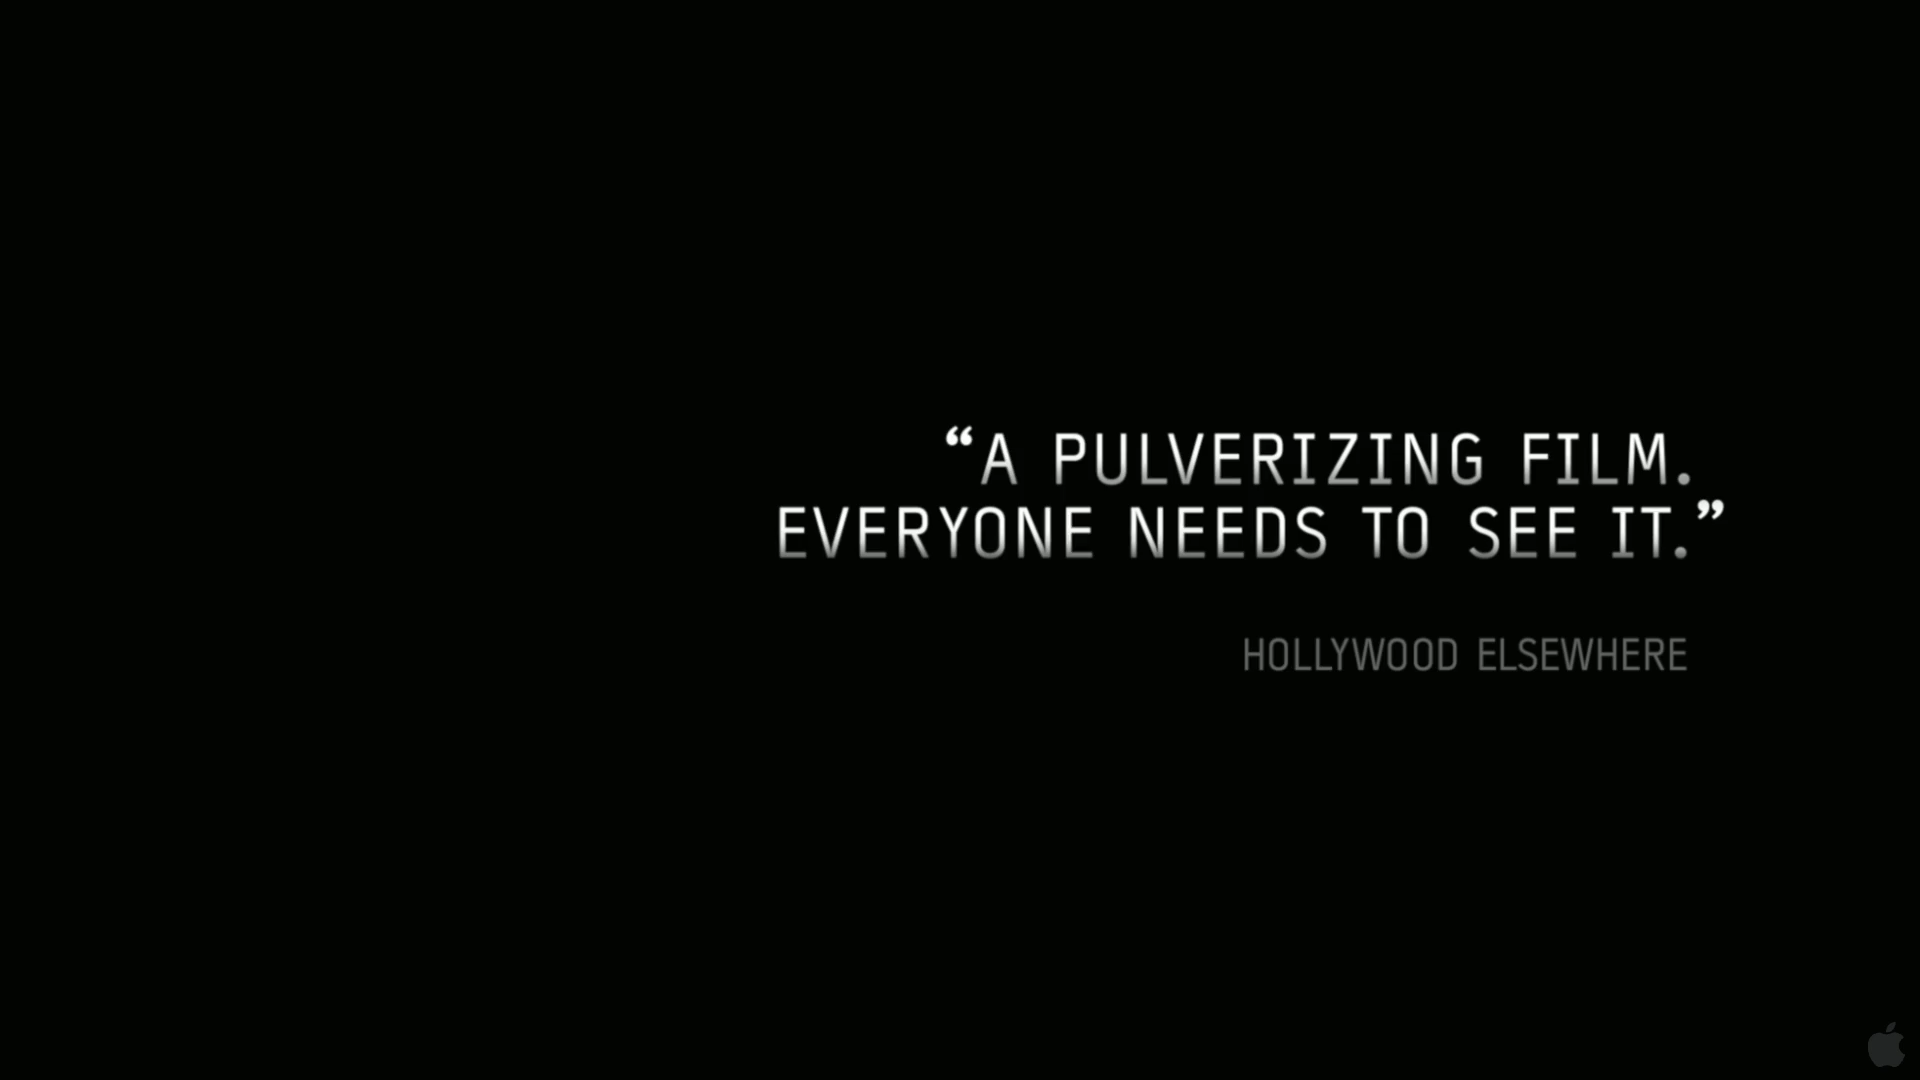 “A PULVERIZING FILM.
EVERYONE NEEDS TO SEE IT.”
HOLLYWOOD ELSEWHERE